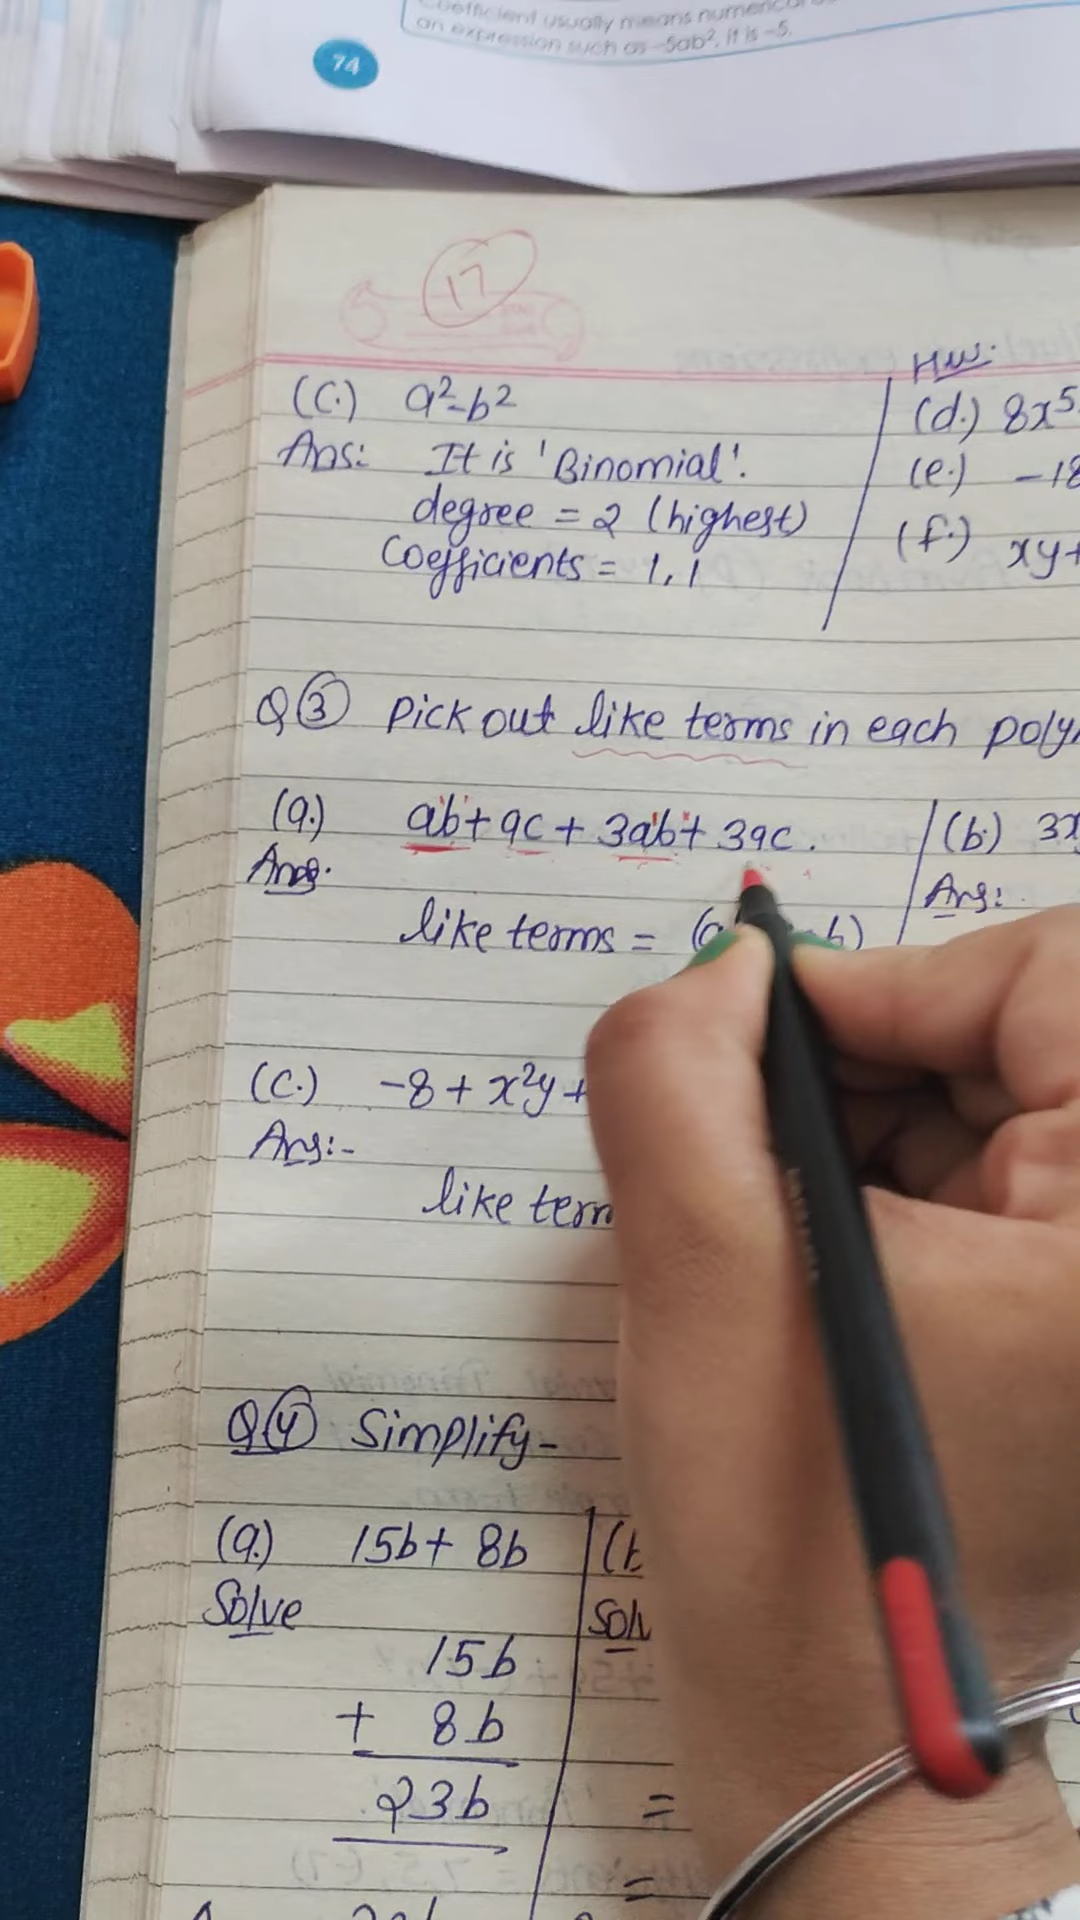 Coefficient usually means numerical
an expression such as -5ab², it is -5.
74
17
H.W.
(C.) a²-b²
(d.) 8x⁵
Ans: It is 'Binomial'.
(e.) -18
degree = 2 (highest)
(f.) xy+
Coefficients = 1, 1
Q ③ Pick out like terms in each poly
(a.) ab + ac + 3ab + 3ac.
(b.) 3x
Ans.
Ans:
like terms = (a b)
(C.) -8 + x²y +
Ans:-
like term
Q④ Simplify-
(a.) 15b + 8b
Solve
Sol
15b
+ 8b
23b
=
=